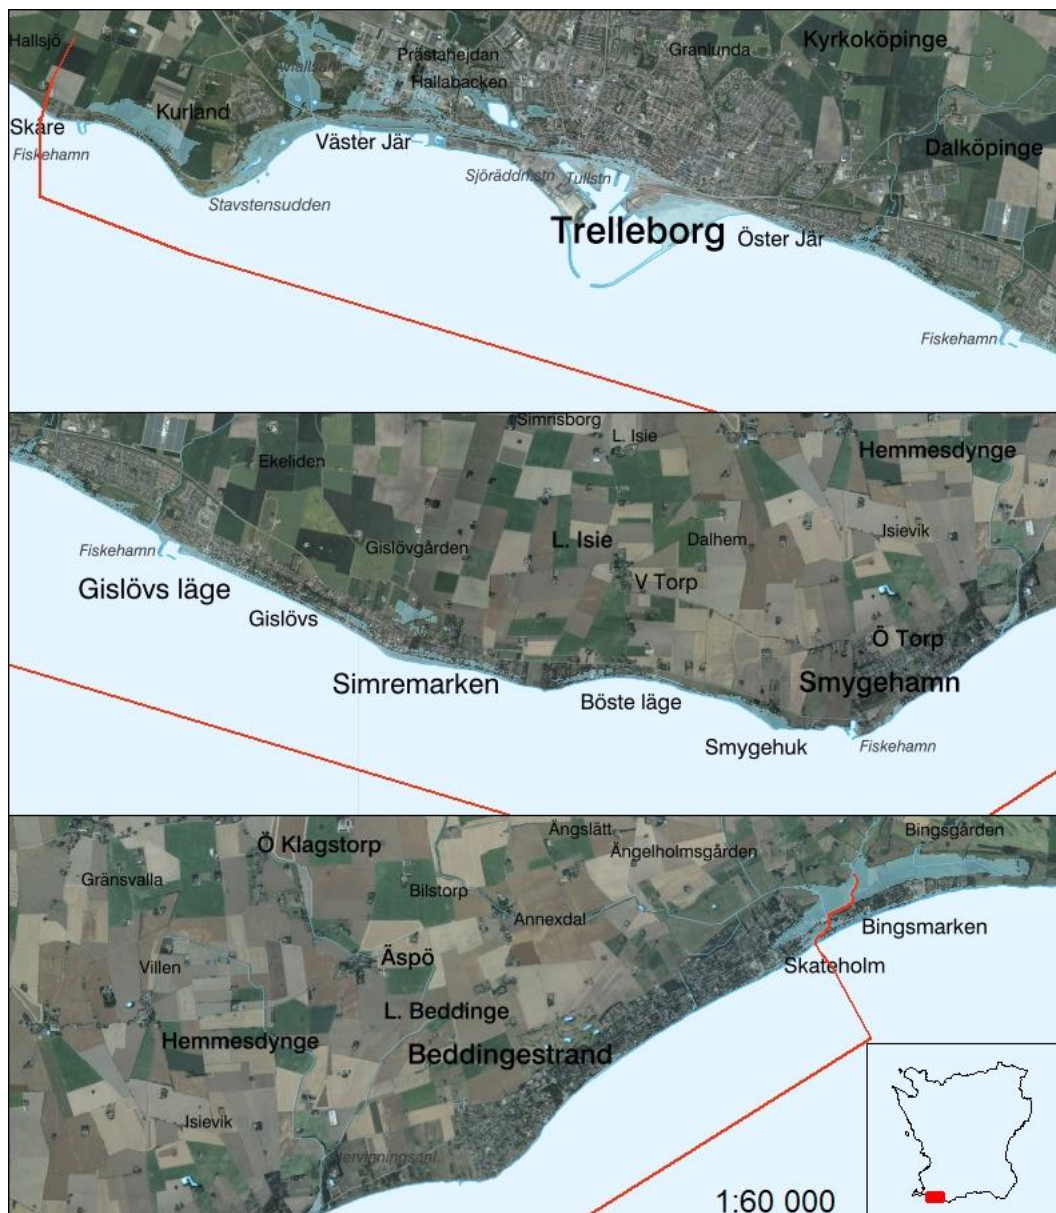 Hallsjö
Prästahejdan
Granlunda
Kyrkoköpinge
Hallabacken
Kurland
Skåre
Väster Jär
Fiskehamn
Dalköpinge
Sjöräddn.stn
Tullstn
Stavstensudden
Trelleborg
Öster Jär
Fiskehamn
Simrisborg
L. Isie
Hemmesdynge
Ekeliden
Isievik
Gislövgården
L. Isie
Dalhem
Fiskehamn
V Torp
Gislövs läge
Gislövs
Ö Torp
Simremarken
Smygehamn
Böste läge
Smygehuk
Fiskehamn
Ängslätt
Bingsgården
Ö Klagstorp
Ängelholmsgården
Gränsvalla
Bilstorp
Annexdal
Bingsmarken
Äspö
Villen
Skateholm
L. Beddinge
Hemmesdynge
Beddingestrand
Isievik
1:60 000